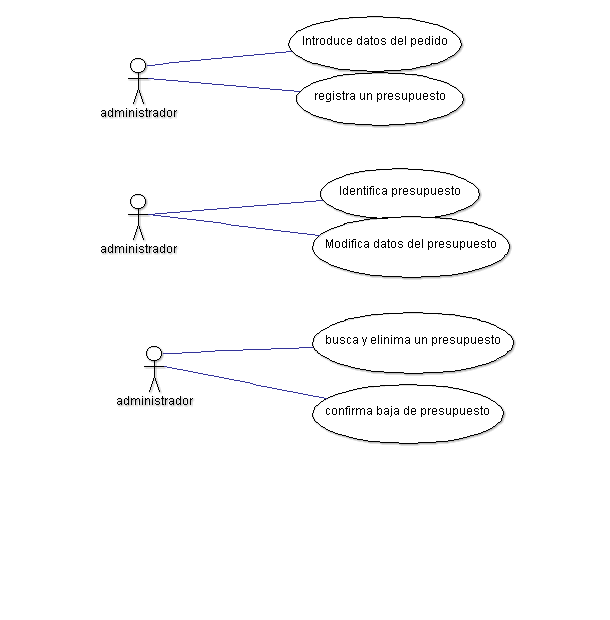 Introduce datos del pedido
registra un presupuesto
administrador
Identifica presupuesto
Modifica datos del presupuesto
administrador
busca y elinima un presupuesto
confirma baja de presupuesto
administrador